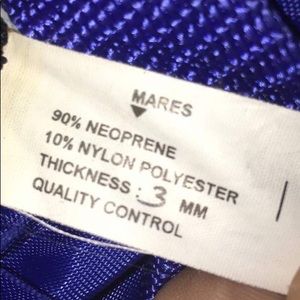 MARES
90% NEOPRENE
10% NYLON POLYESTER
THICKNESS :3 MM
QUALITY CONTROL